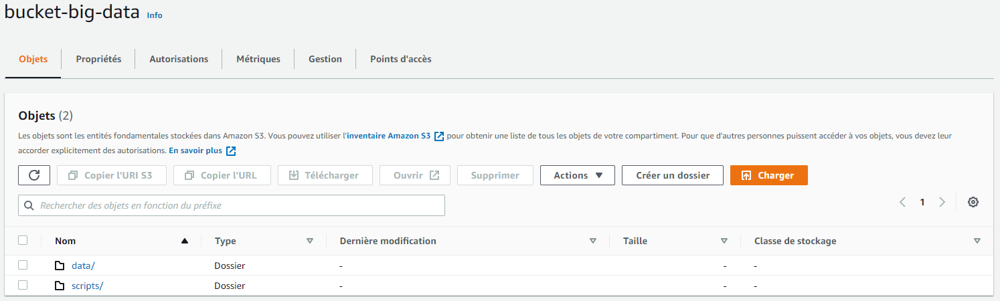 bucket-big-data Info
Objets Propriétés Autorisations Métriques Gestion Points d'accès
Objets (2)
Les objets sont les entités fondamentales stockées dans Amazon S3. Vous pouvez utiliser l'inventaire Amazon S3 pour obtenir une liste de tous les objets de votre compartiment. Pour que d'autres personnes puissent accéder à vos objets, vous devez leur
accorder explicitement des autorisations. En savoir plus
Copier l'URI S3 Copier l'URL Télécharger Ouvrir Supprimer Actions Créer un dossier Charger
Rechercher des objets en fonction du préfixe 1
Nom Type Dernière modification Taille Classe de stockage
data/ Dossier - - -
scripts/ Dossier - - -